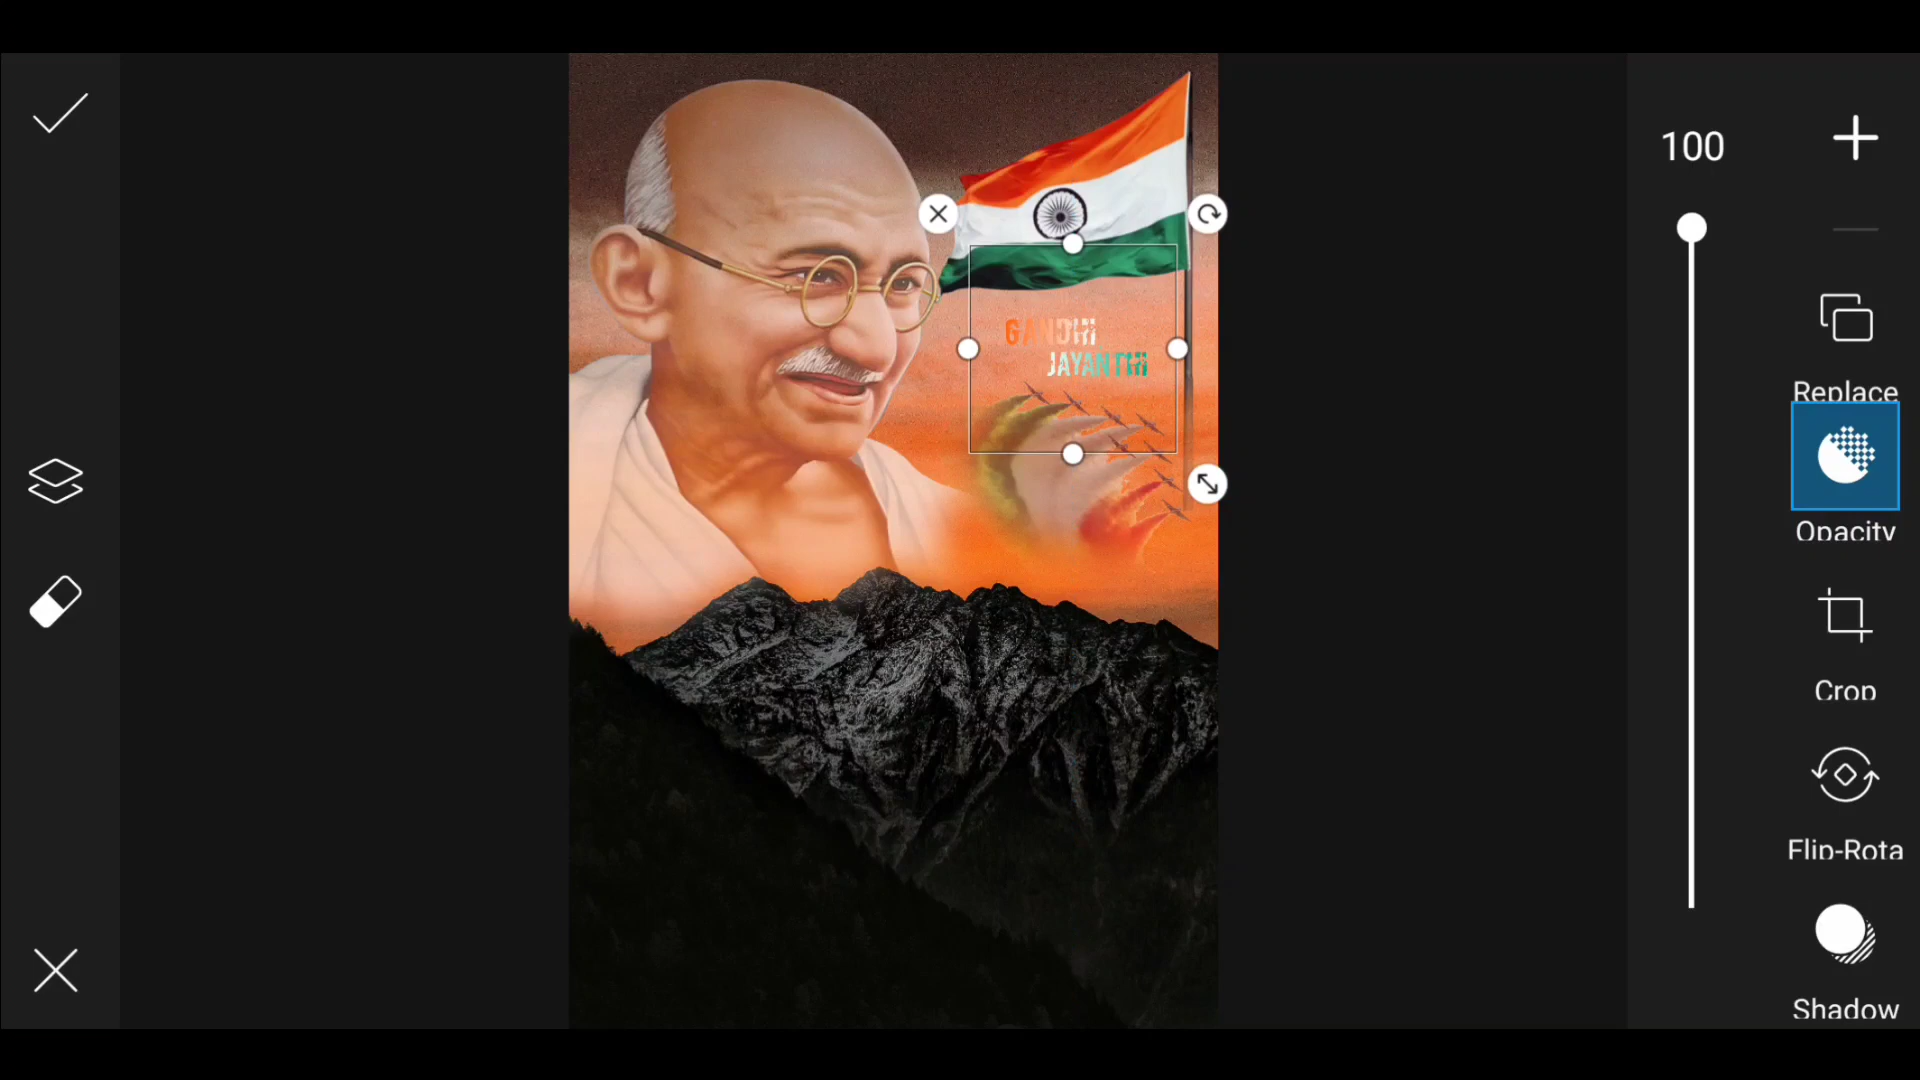 100
Replace
GANDHI
JAYANTHI
Opacity
Crop
Flip-Rota
Shadow